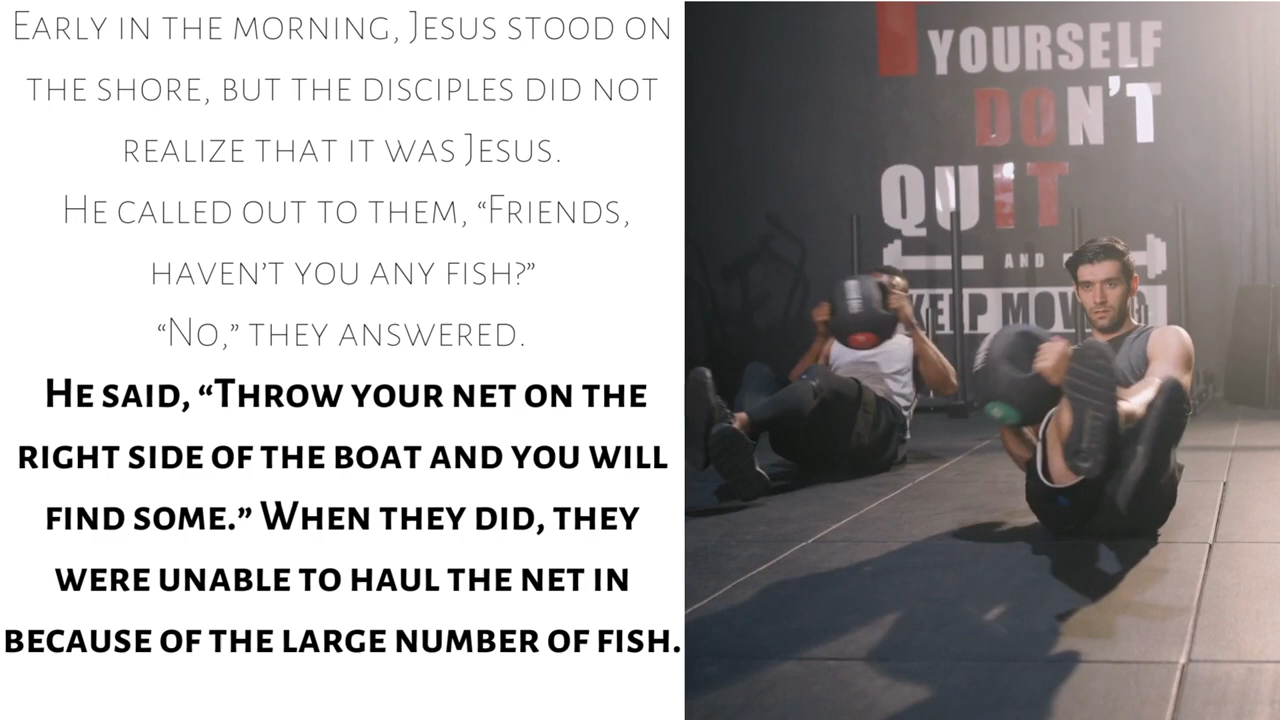 Early in the morning, Jesus stood on
the shore, but the disciples did not
realize that it was Jesus.
He called out to them, “Friends,
haven’t you any fish?”
“No,” they answered.
He said, “Throw your net on the
right side of the boat and you will
find some.” When they did, they
were unable to haul the net in
because of the large number of fish.
YOURSELF
DON’T
QUIT
AND
KEEP